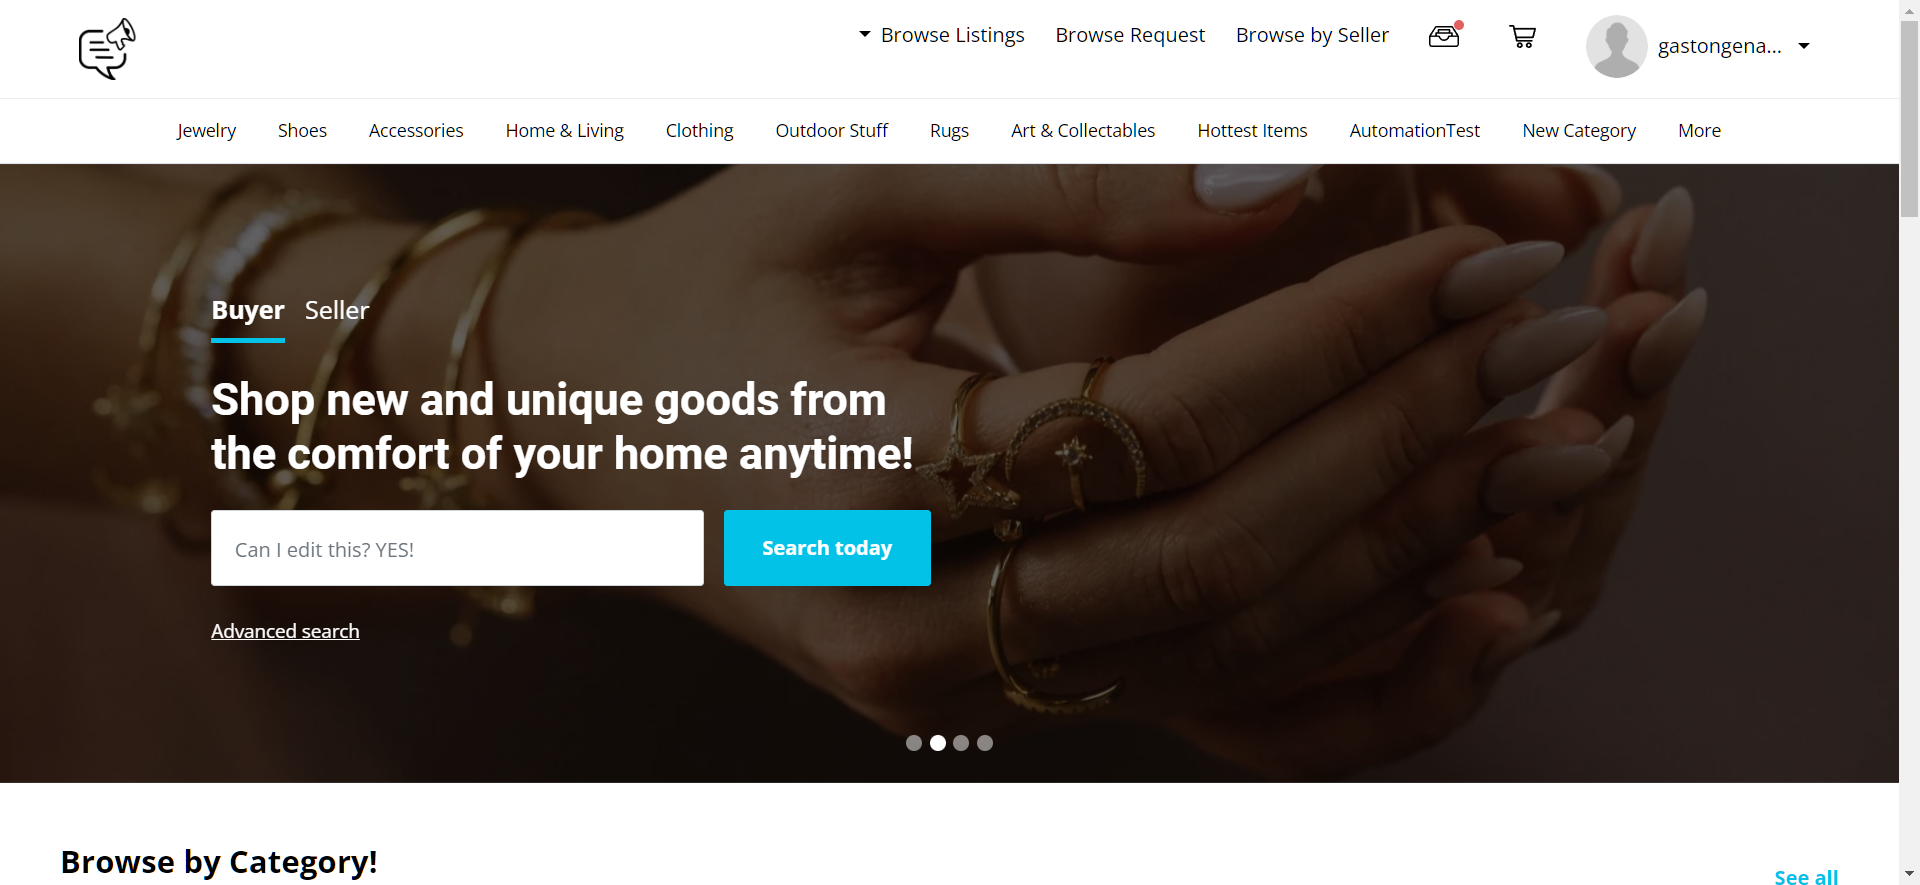 Browse Listings Browse Request Browse by Seller gastongena...
Jewelry Shoes Accessories Home & Living Clothing Outdoor Stuff Rugs Art & Collectables Hottest Items AutomationTest New Category More
Buyer Seller
Shop new and unique goods from
the comfort of your home anytime!
Can I edit this? YES! Search today
Advanced search
Browse by Category!
See all